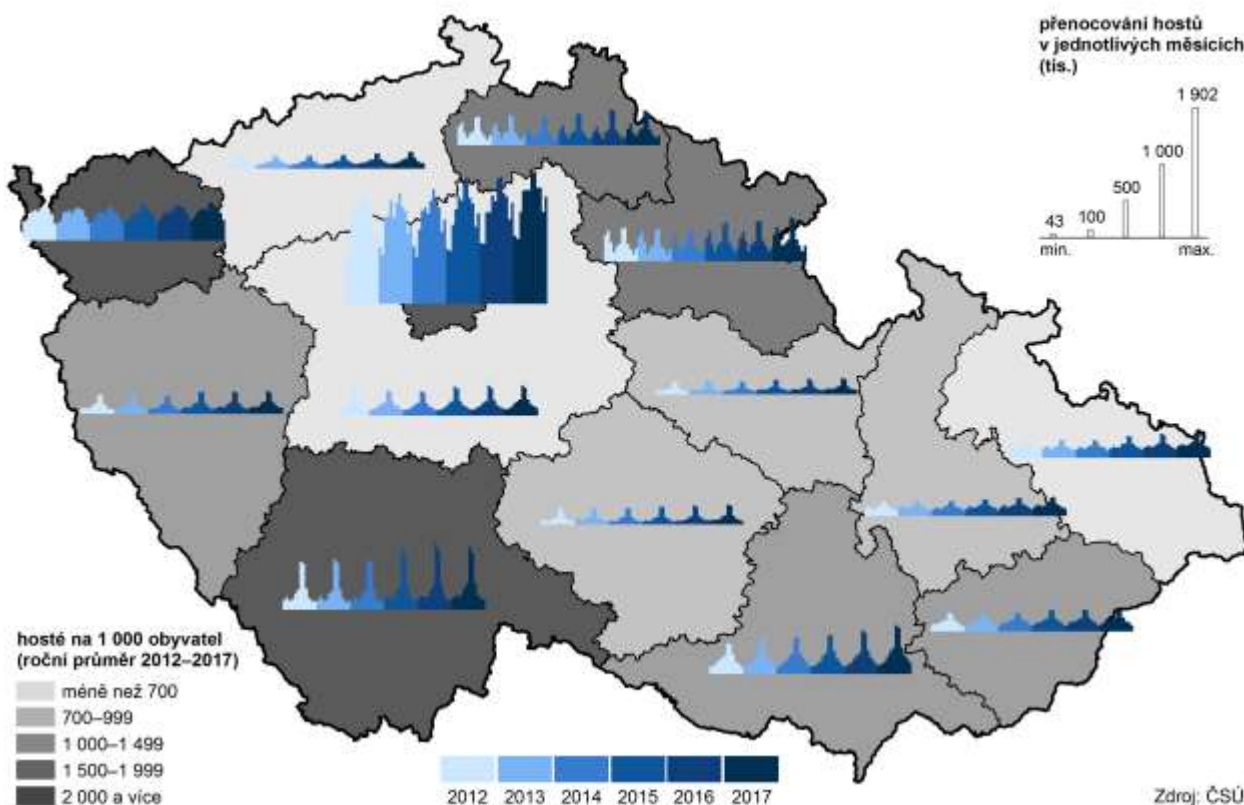 přenocování hostů
v jednotlivých měsících
(tis.)
1 902
1 000
500
100
43
min.
max.
hosté na 1 000 obyvatel
(roční průměr 2012–2017)
méně než 700
700–999
1 000–1 499
1 500–1 999
2 000 a více
2012 2013 2014 2015 2016 2017
Zdroj: ČSÚ